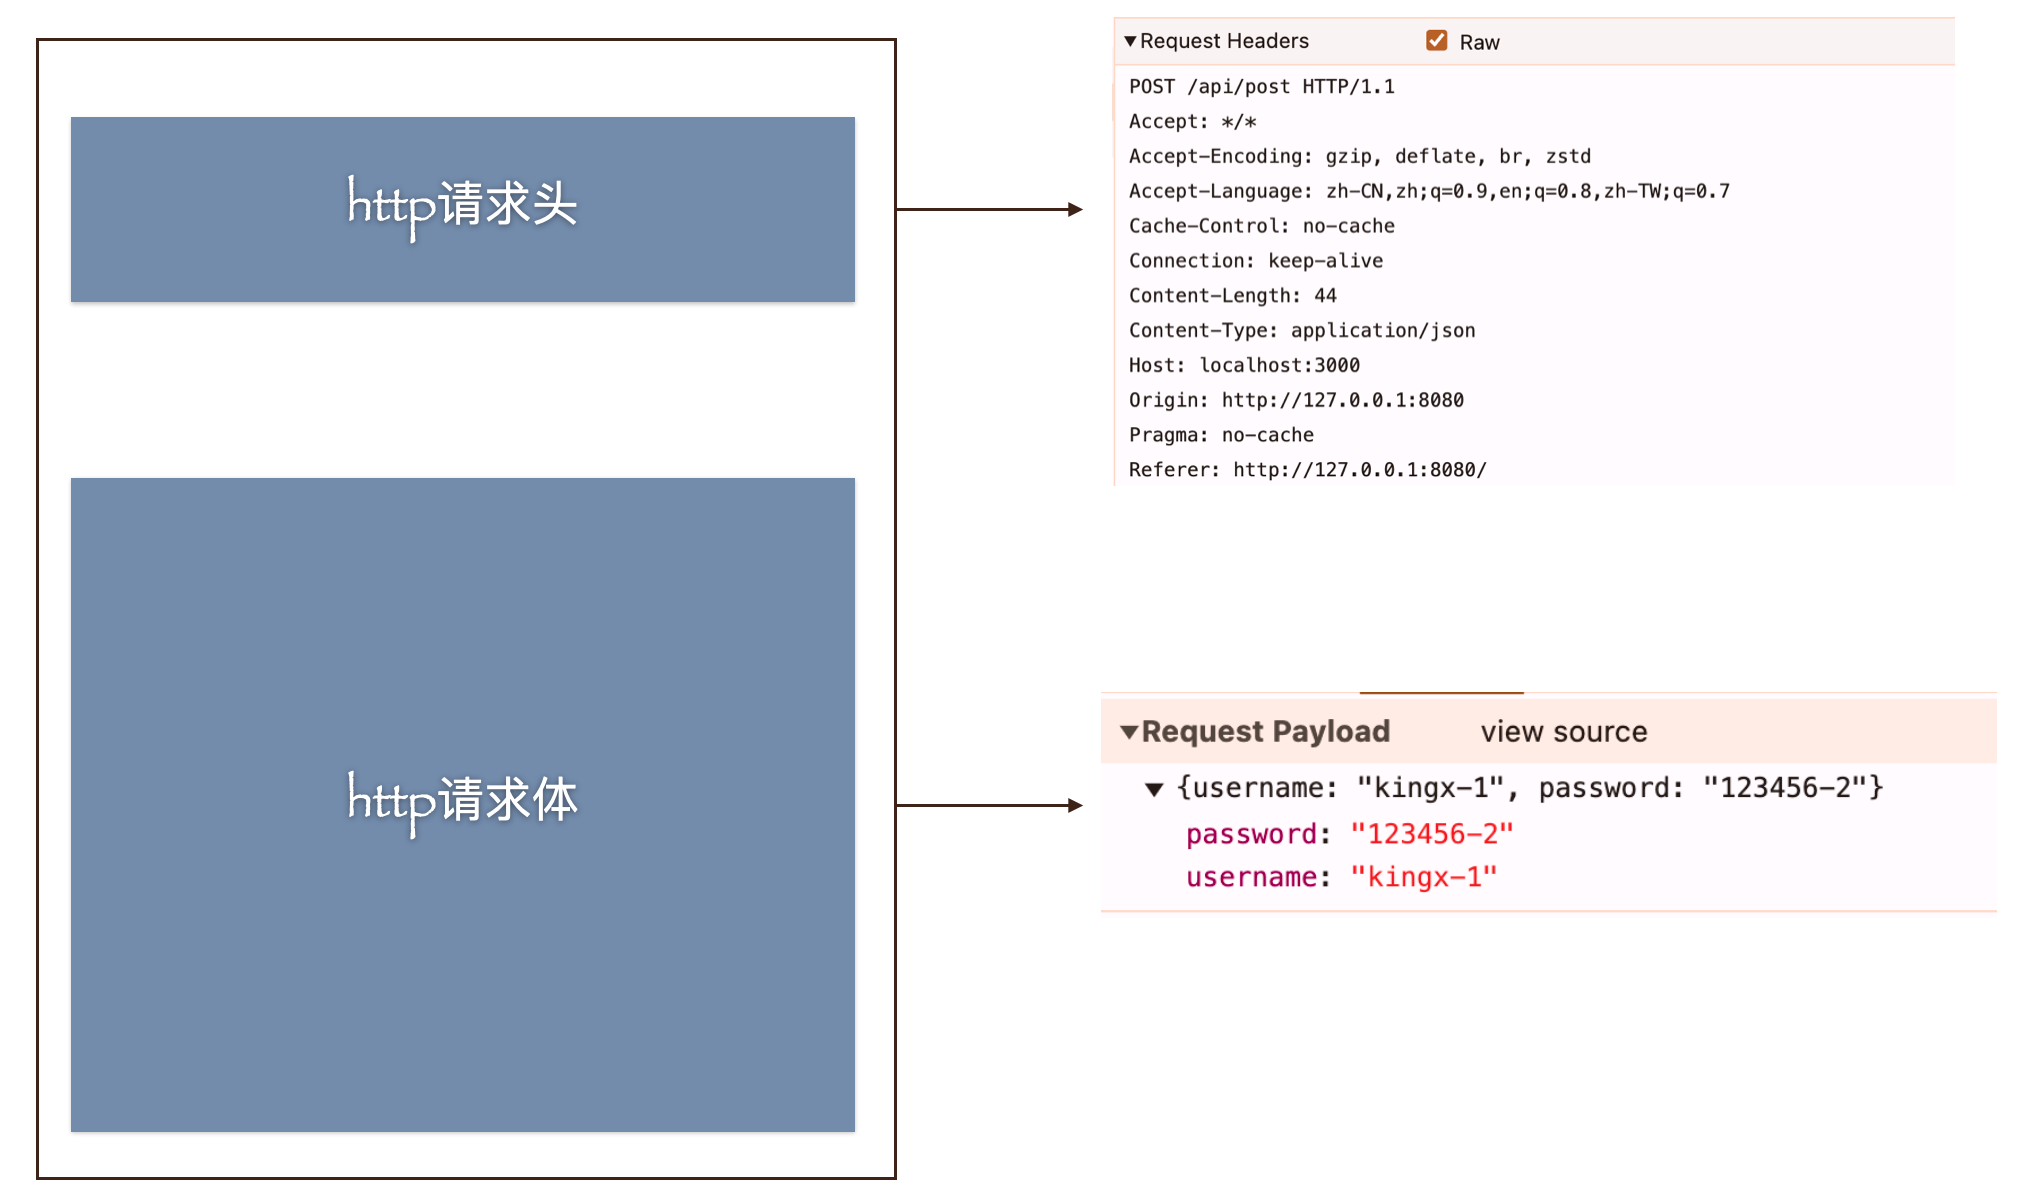 http请求头
▼Request Headers Raw
POST /api/post HTTP/1.1
Accept: */*
Accept-Encoding: gzip, deflate, br, zstd
Accept-Language: zh-CN,zh;q=0.9,en;q=0.8,zh-TW;q=0.7
Cache-Control: no-cache
Connection: keep-alive
Content-Length: 44
Content-Type: application/json
Host: localhost:3000
Origin: http://127.0.0.1:8080
Pragma: no-cache
Referer: http://127.0.0.1:8080/
http请求体
▼Request Payload view source
▼ {username: "kingx-1", password: "123456-2"}
password: "123456-2"
username: "kingx-1"